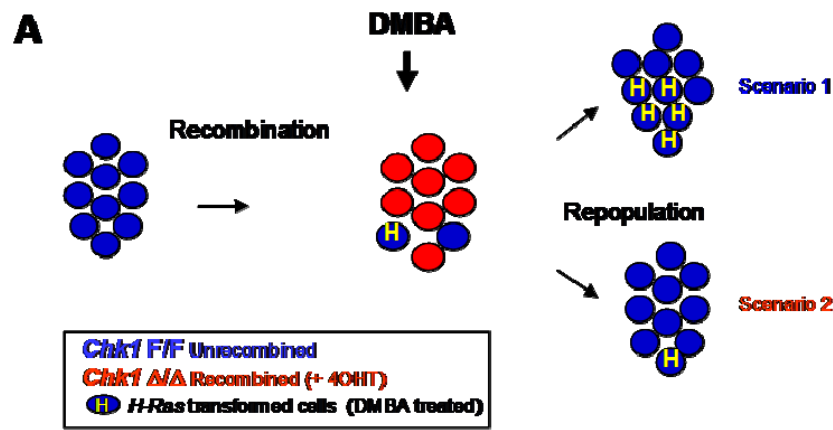 A
DMBA
Recombination
H
H H
H H
H
Scenario 1
Repopulation
H
Scenario 2
Chk1 F/F Unrecombined
Chk1 Δ/Δ Recombined (+ 4OHT)
H H-Ras transformed cells (DMBA treated)